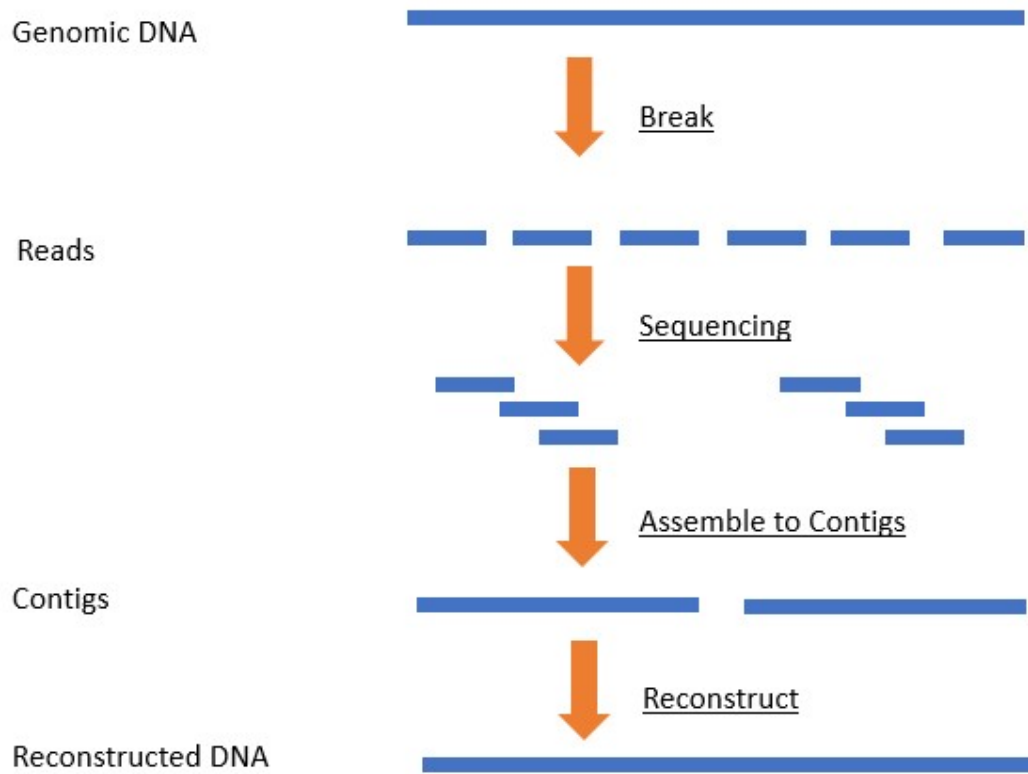 Genomic DNA
Break
Reads
Sequencing
Assemble to Contigs
Contigs
Reconstruct
Reconstructed DNA